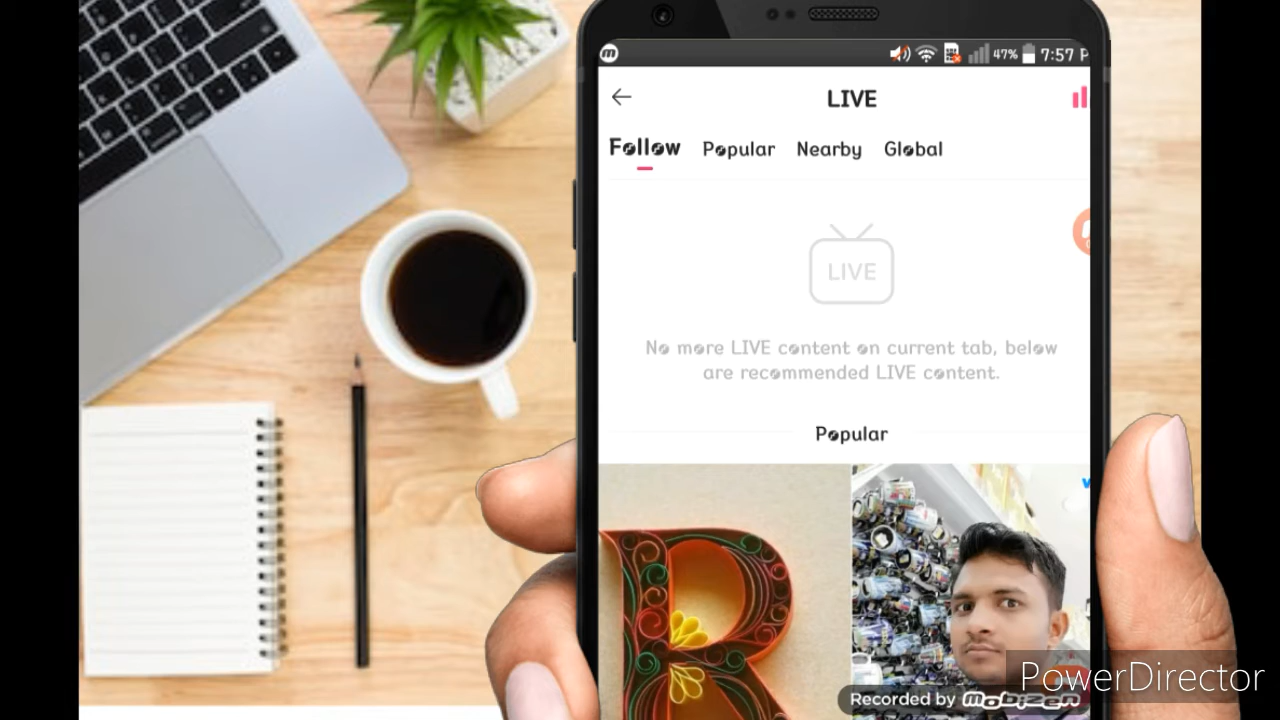 47% 7:57 P
LIVE
Follow Popular Nearby Global
LIVE
No more LIVE content on current tab, below
are recommended LIVE content.
Popular
PowerDirector
Recorded by mobizen